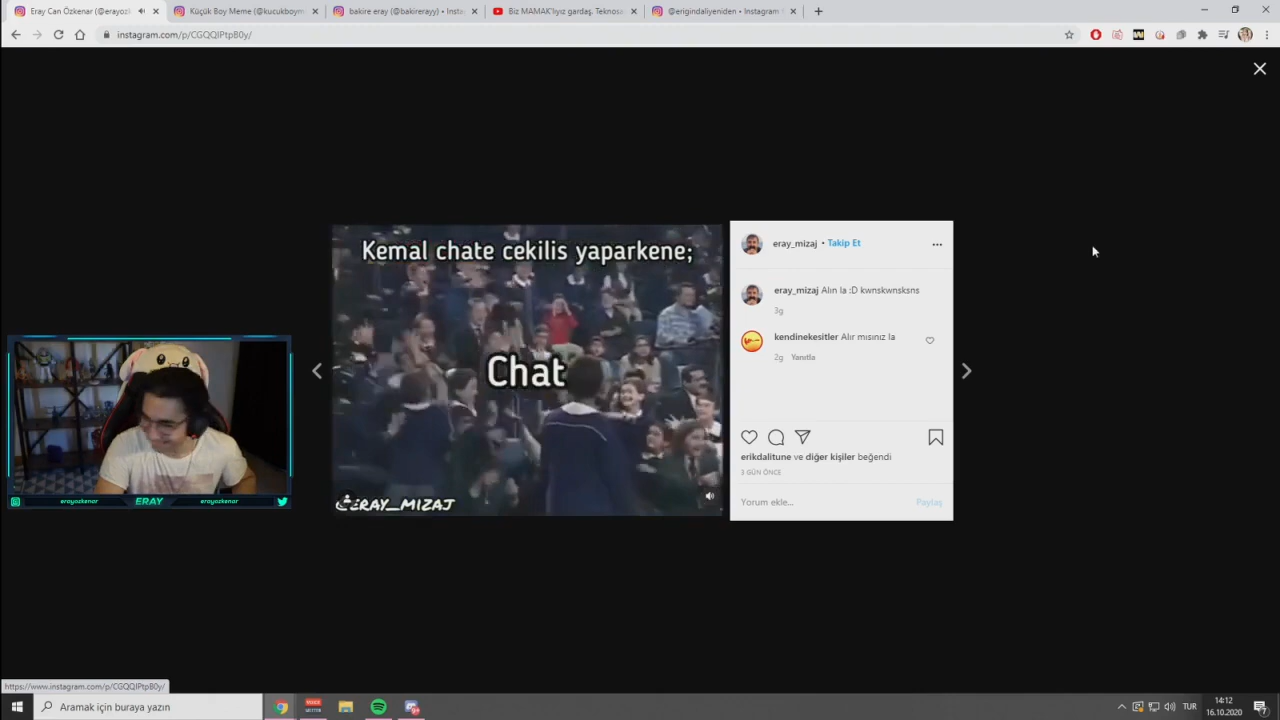 Eray Can Özkenar (@erayoz
Küçük Boy Meme (@kucukboym
bakire eray (@bakirerayy) • Insta
Biz MAMAK'lıyız gardaş. Teknosa
@erigindaliyeniden • Instagram
instagram.com/p/CGQQIPtpB0y/
Kemal chate cekilis yaparkene;
Chat
@ERAY_MIZAJ
eray_mizaj • Takip Et
eray_mizaj Alın la :D kwnskwnsksns
3g
kendinekesitler Alır mısınız la
2g Yanıtla
erikdalitune ve diğer kişiler beğendi
3 GÜN ÖNCE
Yorum ekle...
Paylaş
erayozkenar
ERAY
erayozkenar
https://www.instagram.com/p/CGQQIPtpB0y/
Aramak için buraya yazın
TUR
14:12
16.10.2020